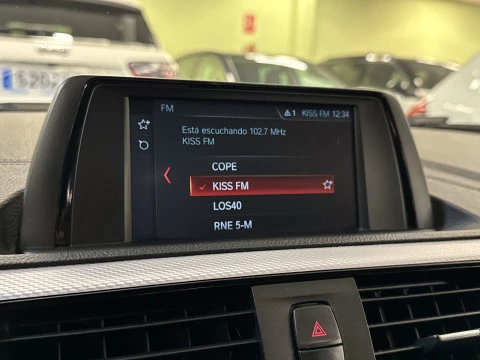 FM
1 KISS FM 12:34
Está escuchando 102.7 MHz
KISS FM
COPE
KISS FM
LOS40
RNE 5-M